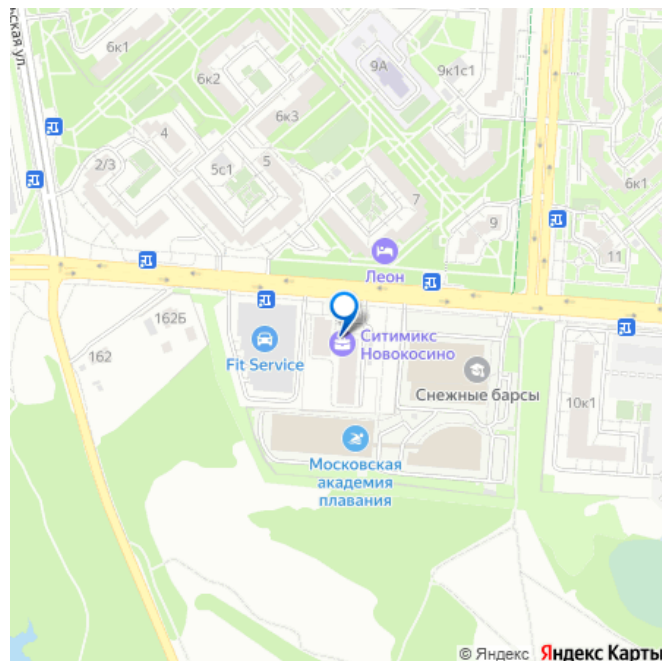 ьская ул.
6к1
6к2
9А
9к1с1
6к3
4
2/3
5с1
5
7
6к1
9
11
Леон
162Б
162
Fit Service
Ситимикс
Новокосино
Снежные барсы
10к1
Московская
академия
плавания
© Яндекс Яндекс Карты